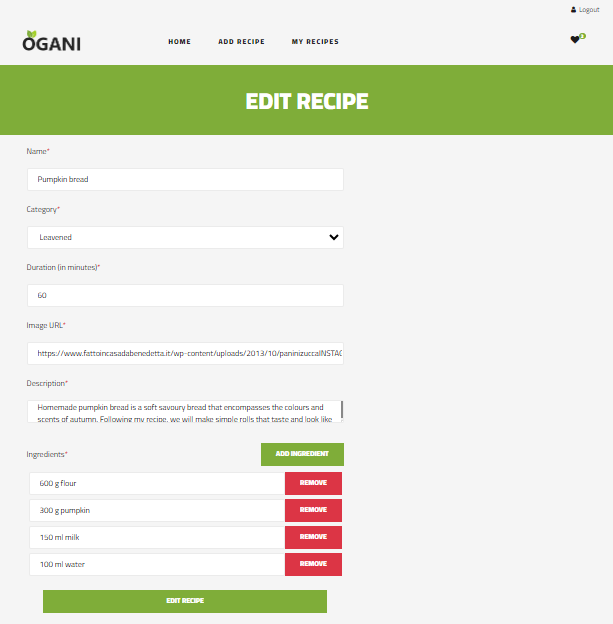 Logout
OGANI
HOME ADD RECIPE MY RECIPES
EDIT RECIPE
Name*
Pumpkin bread
Category*
Leavened
Duration (in minutes)*
60
Image URL*
https://www.fattoincasadabenedetta.it/wp-content/uploads/2013/10/paninizuccaINSTAG
Description*
Homemade pumpkin bread is a soft savoury bread that encompasses the colours and
scents of autumn. Following my recipe, we will make simple rolls that taste and look like
Ingredients*
ADD INGREDIENT
600 g flour REMOVE
300 g pumpkin REMOVE
150 ml milk REMOVE
100 ml water REMOVE
EDIT RECIPE